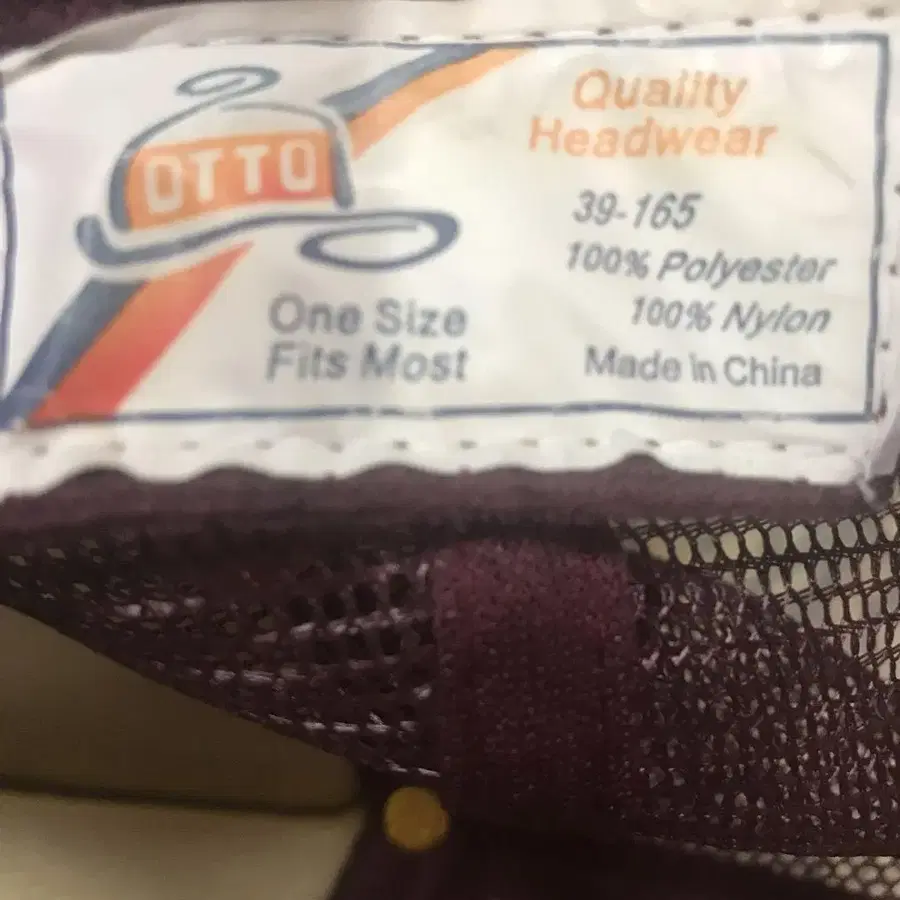 OTTO
One Size
Fits Most
Quality
Headwear
39-165
100% Polyester
100% Nylon
Made in China